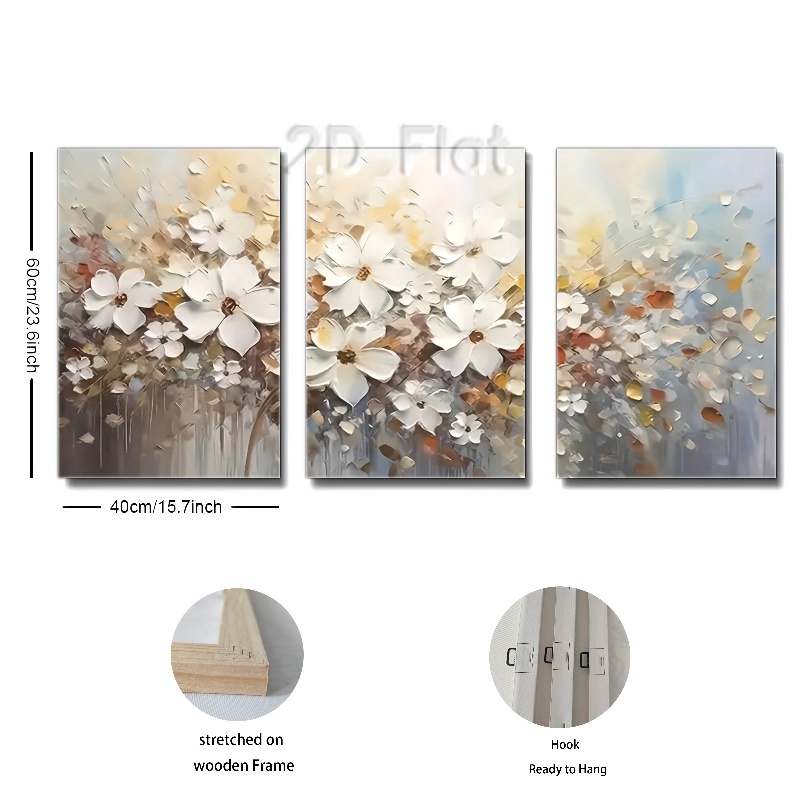 2D Flat
60cm/23.6inch
40cm/15.7inch
stretched on
wooden Frame
Hook
Ready to Hang